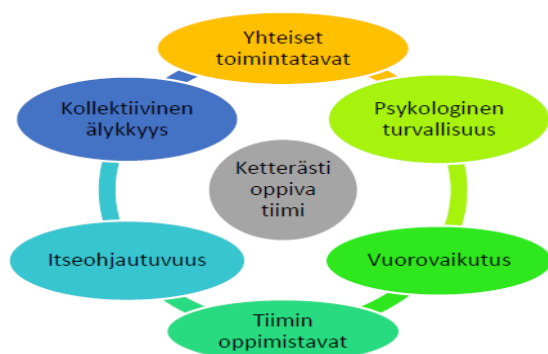 Yhteiset
toimintatavat
Psykologinen
turvallisuus
Vuorovaikutus
Tiimin
oppimistavat
Itseohjautuvuus
Kollektiivinen
älykkyys
Ketterästi
oppiva
tiimi